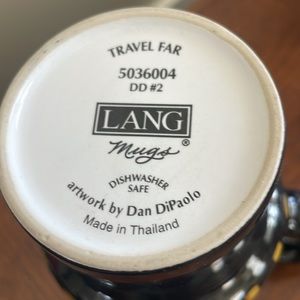 TRAVEL FAR
5036004
DD #2
LANG
Mugs®
DISHWASHER
SAFE
artwork by Dan DiPaolo
Made in Thailand